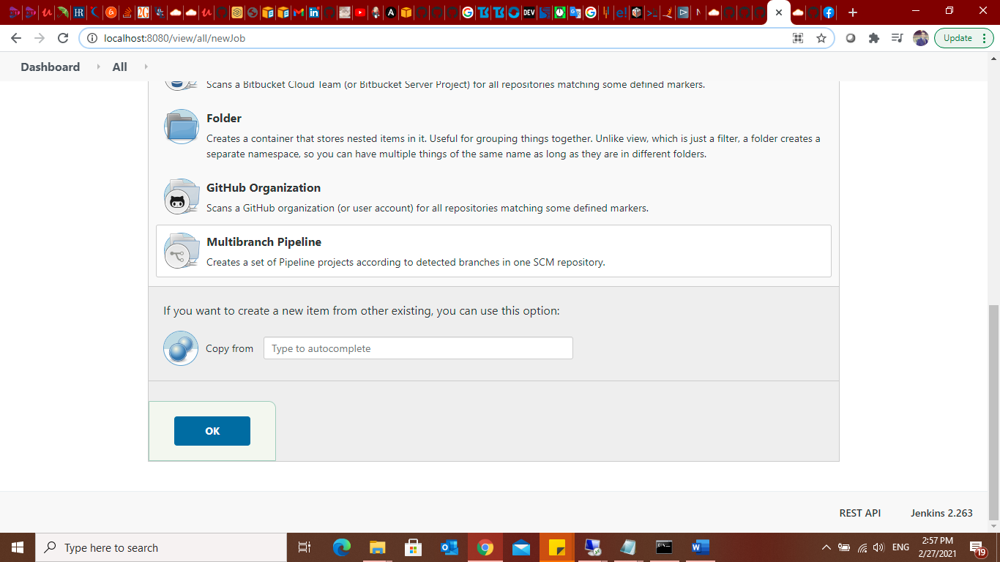 localhost:8080/view/all/newJob
Update
Dashboard
All
Scans a Bitbucket Cloud Team (or Bitbucket Server Project) for all repositories matching some defined markers.
Folder
Creates a container that stores nested items in it. Useful for grouping things together. Unlike view, which is just a filter, a folder creates a
separate namespace, so you can have multiple things of the same name as long as they are in different folders.
GitHub Organization
Scans a GitHub organization (or user account) for all repositories matching some defined markers.
Multibranch Pipeline
Creates a set of Pipeline projects according to detected branches in one SCM repository.
If you want to create a new item from other existing, you can use this option:
Copy from
Type to autocomplete
OK
REST API
Jenkins 2.263
Type here to search
ENG
2:57 PM
2/27/2021
19